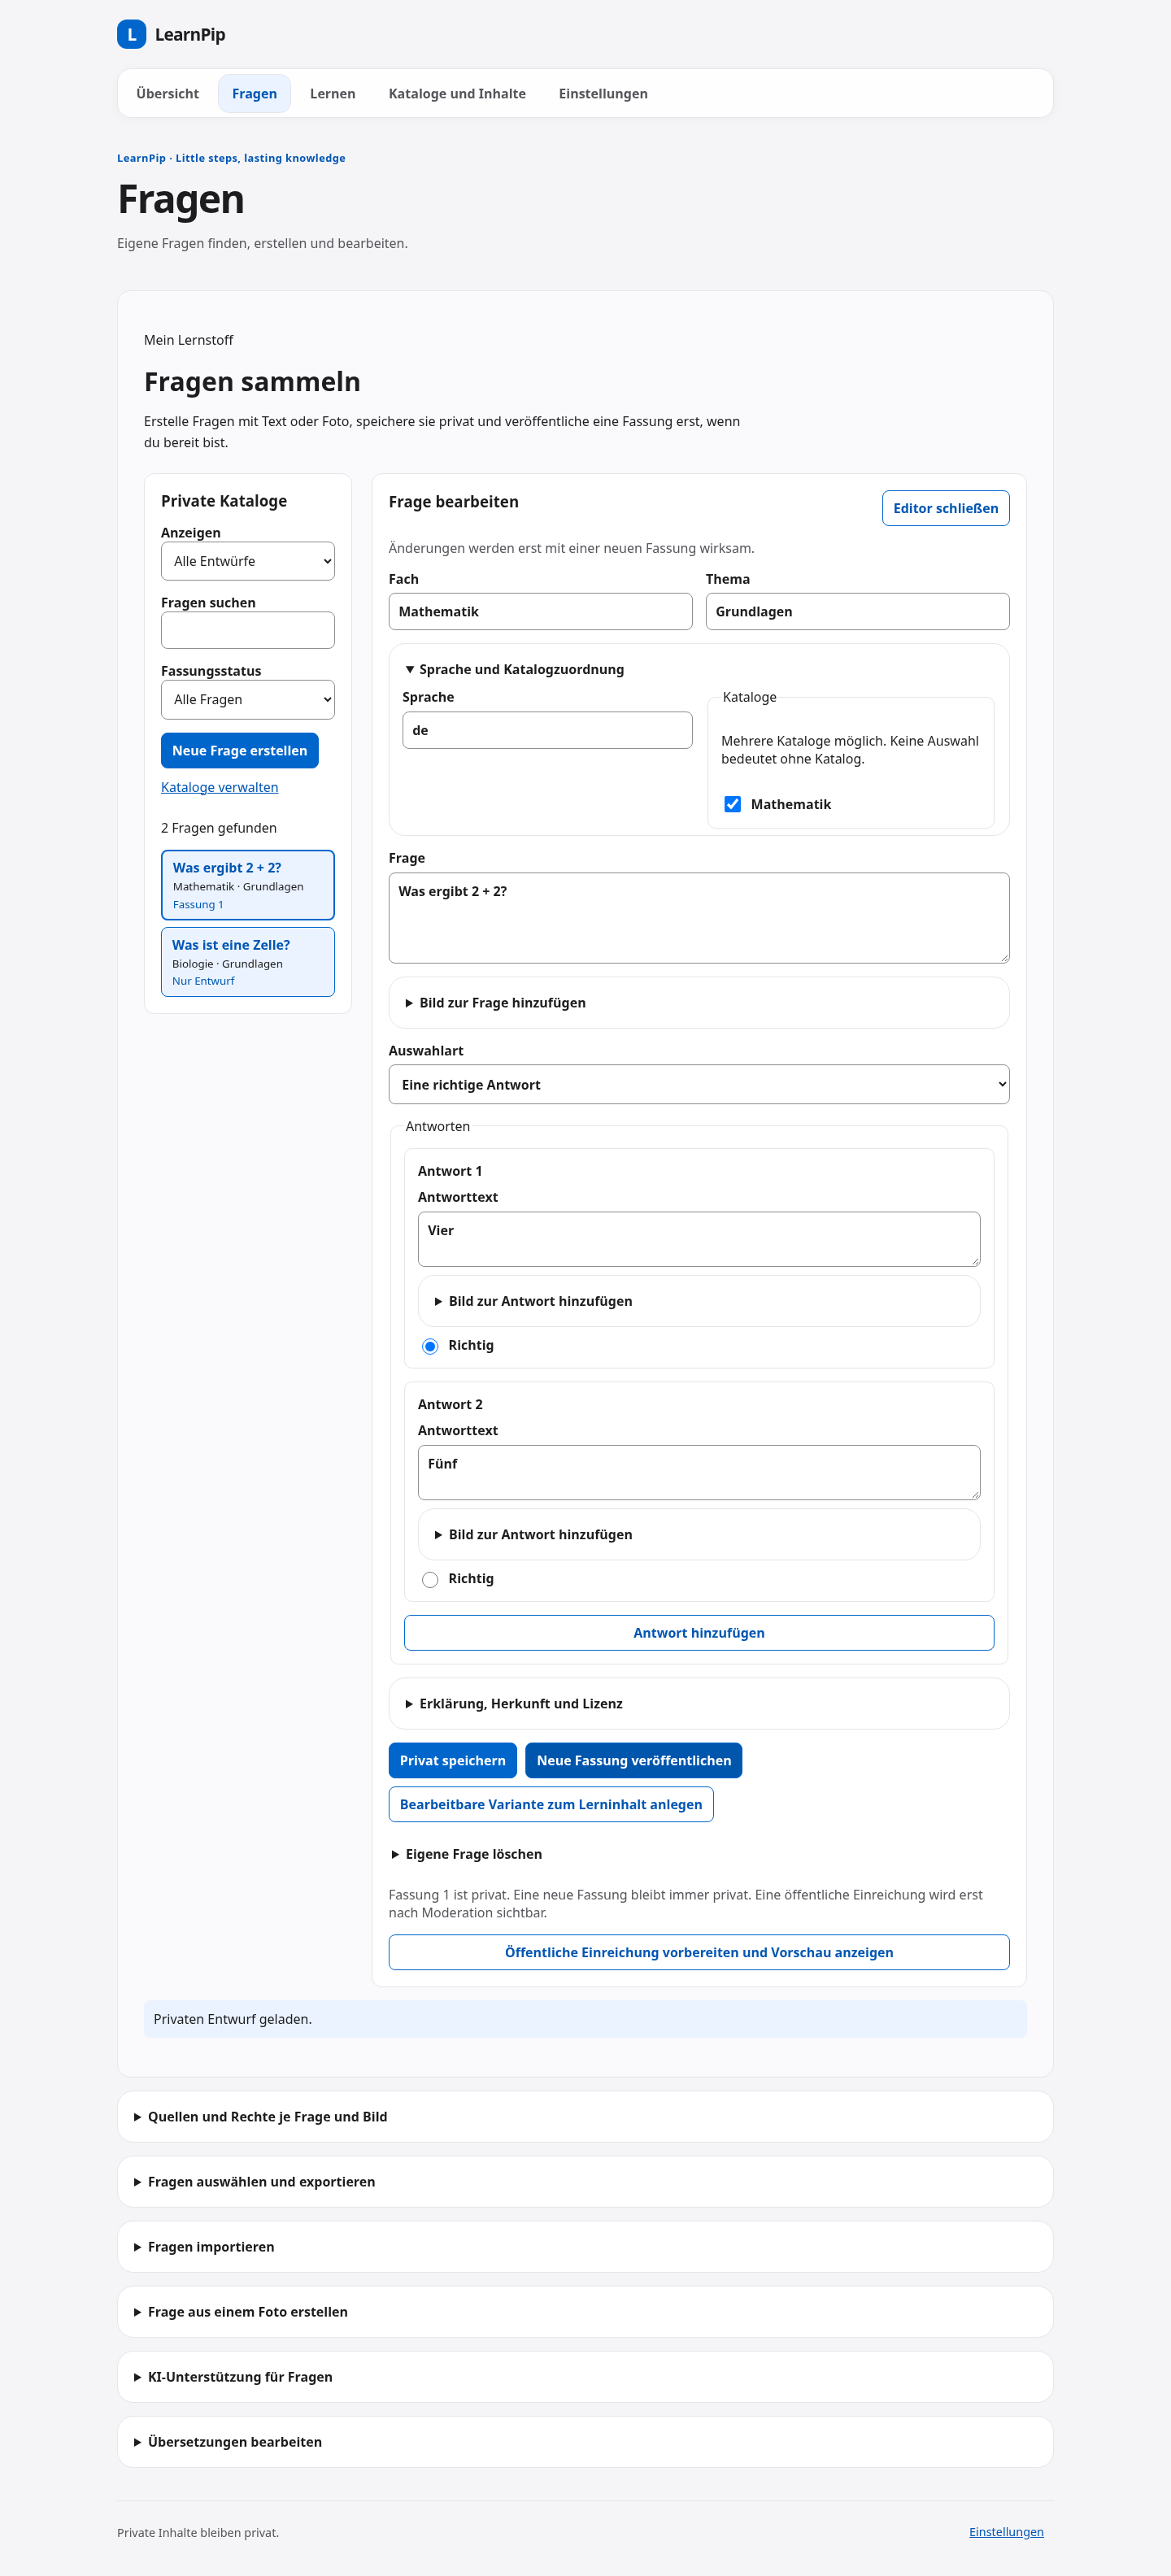 L LearnPip
Übersicht Fragen Lernen Kataloge und Inhalte Einstellungen
LearnPip · Little steps, lasting knowledge
Fragen
Eigene Fragen finden, erstellen und bearbeiten.
Mein Lernstoff
Fragen sammeln
Erstelle Fragen mit Text oder Foto, speichere sie privat und veröffentliche eine Fassung erst, wenn
du bereit bist.
Private Kataloge
Anzeigen
Alle Entwürfe
Fragen suchen
Fassungsstatus
Alle Fragen
Neue Frage erstellen
Kataloge verwalten
2 Fragen gefunden
Was ergibt 2 + 2?
Mathematik · Grundlagen
Fassung 1
Was ist eine Zelle?
Biologie · Grundlagen
Nur Entwurf
Frage bearbeiten
Editor schließen
Änderungen werden erst mit einer neuen Fassung wirksam.
Fach
Mathematik
Thema
Grundlagen
Sprache und Katalogzuordnung
Sprache
de
Kataloge
Mehrere Kataloge möglich. Keine Auswahl
bedeutet ohne Katalog.
Mathematik
Frage
Was ergibt 2 + 2?
Bild zur Frage hinzufügen
Auswahlart
Eine richtige Antwort
Antworten
Antwort 1
Antworttext
Vier
Bild zur Antwort hinzufügen
Richtig
Antwort 2
Antworttext
Fünf
Bild zur Antwort hinzufügen
Richtig
Antwort hinzufügen
Erklärung, Herkunft und Lizenz
Privat speichern Neue Fassung veröffentlichen
Bearbeitbare Variante zum Lerninhalt anlegen
Eigene Frage löschen
Fassung 1 ist privat. Eine neue Fassung bleibt immer privat. Eine öffentliche Einreichung wird erst
nach Moderation sichtbar.
Öffentliche Einreichung vorbereiten und Vorschau anzeigen
Privaten Entwurf geladen.
Quellen und Rechte je Frage und Bild
Fragen auswählen und exportieren
Fragen importieren
Frage aus einem Foto erstellen
KI-Unterstützung für Fragen
Übersetzungen bearbeiten
Private Inhalte bleiben privat.
Einstellungen